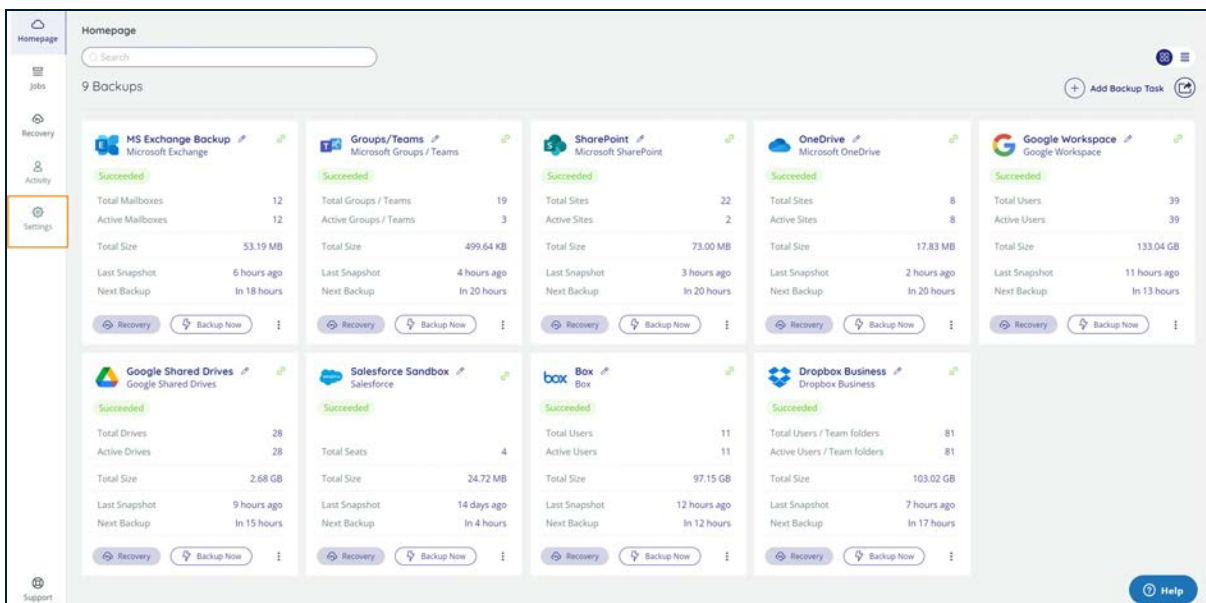 Homepage
Jobs
Recovery
Activity
Settings
Support
Homepage
Search
9 Backups
Add Backup Task
MS Exchange Backup
Microsoft Exchange
Succeeded
Total Mailboxes 12
Active Mailboxes 12
Total Size 53.19 MB
Last Snapshot 6 hours ago
Next Backup In 18 hours
Recovery Backup Now
Groups/Teams
Microsoft Groups / Teams
Succeeded
Total Groups / Teams 19
Active Groups / Teams 3
Total Size 499.64 KB
Last Snapshot 4 hours ago
Next Backup In 20 hours
Recovery Backup Now
SharePoint
Microsoft SharePoint
Succeeded
Total Sites 22
Active Sites 2
Total Size 73.00 MB
Last Snapshot 3 hours ago
Next Backup In 20 hours
Recovery Backup Now
OneDrive
Microsoft OneDrive
Succeeded
Total Sites 8
Active Sites 8
Total Size 17.83 MB
Last Snapshot 2 hours ago
Next Backup In 20 hours
Recovery Backup Now
Google Workspace
Google Workspace
Succeeded
Total Users 39
Active Users 39
Total Size 133.04 GB
Last Snapshot 11 hours ago
Next Backup In 13 hours
Recovery Backup Now
Google Shared Drives
Google Shared Drives
Succeeded
Total Drives 28
Active Drives 28
Total Size 2.68 GB
Last Snapshot 9 hours ago
Next Backup In 15 hours
Recovery Backup Now
Salesforce Sandbox
Salesforce
Succeeded
Total Seats 4
Total Size 24.72 MB
Last Snapshot 14 days ago
Next Backup In 4 hours
Recovery Backup Now
box Box
Box
Succeeded
Total Users 11
Active Users 11
Total Size 97.15 GB
Last Snapshot 12 hours ago
Next Backup In 12 hours
Recovery Backup Now
Dropbox Business
Dropbox Business
Succeeded
Total Users / Team folders 81
Active Users / Team folders 81
Total Size 103.02 GB
Last Snapshot 7 hours ago
Next Backup In 17 hours
Recovery Backup Now
Help